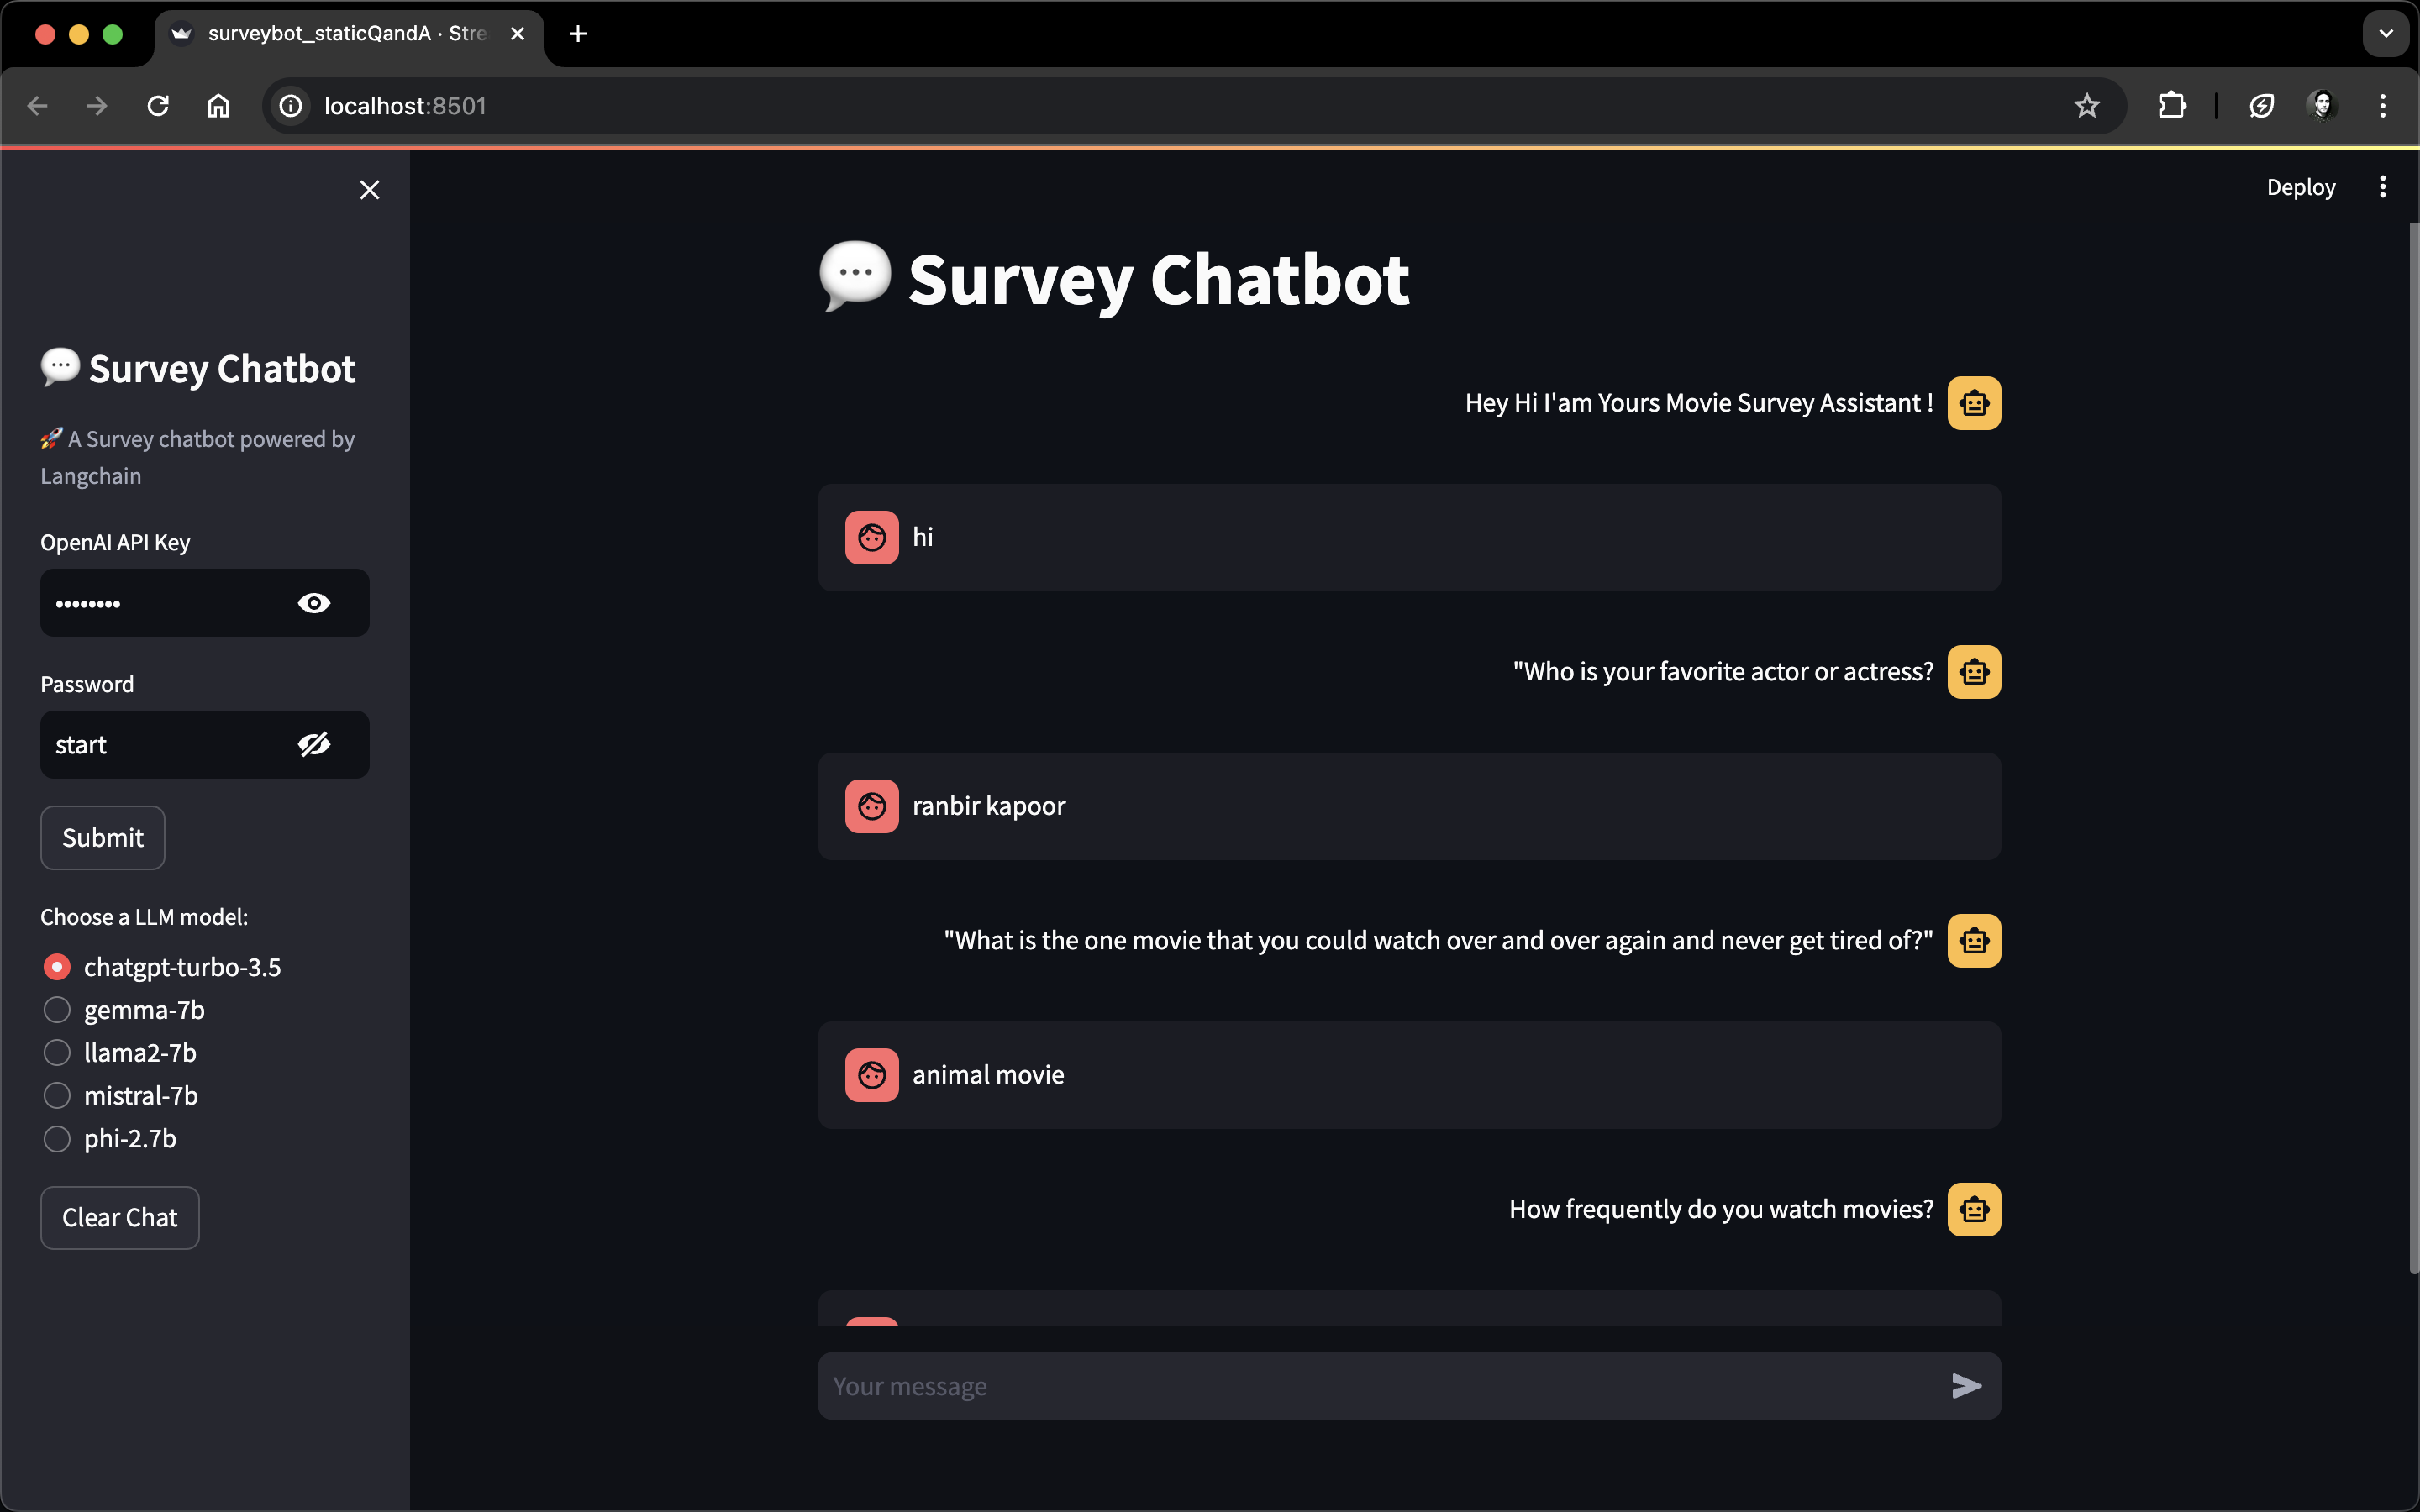 surveybot_staticQandA · Stre
localhost:8501
Deploy
💬 Survey Chatbot
🚀 A Survey chatbot powered by
Langchain
OpenAI API Key
••••••••
Password
start
Submit
Choose a LLM model:
chatgpt-turbo-3.5
gemma-7b
llama2-7b
mistral-7b
phi-2.7b
Clear Chat
💬 Survey Chatbot
Hey Hi I'am Yours Movie Survey Assistant !
hi
"Who is your favorite actor or actress?
ranbir kapoor
"What is the one movie that you could watch over and over again and never get tired of?"
animal movie
How frequently do you watch movies?
Your message